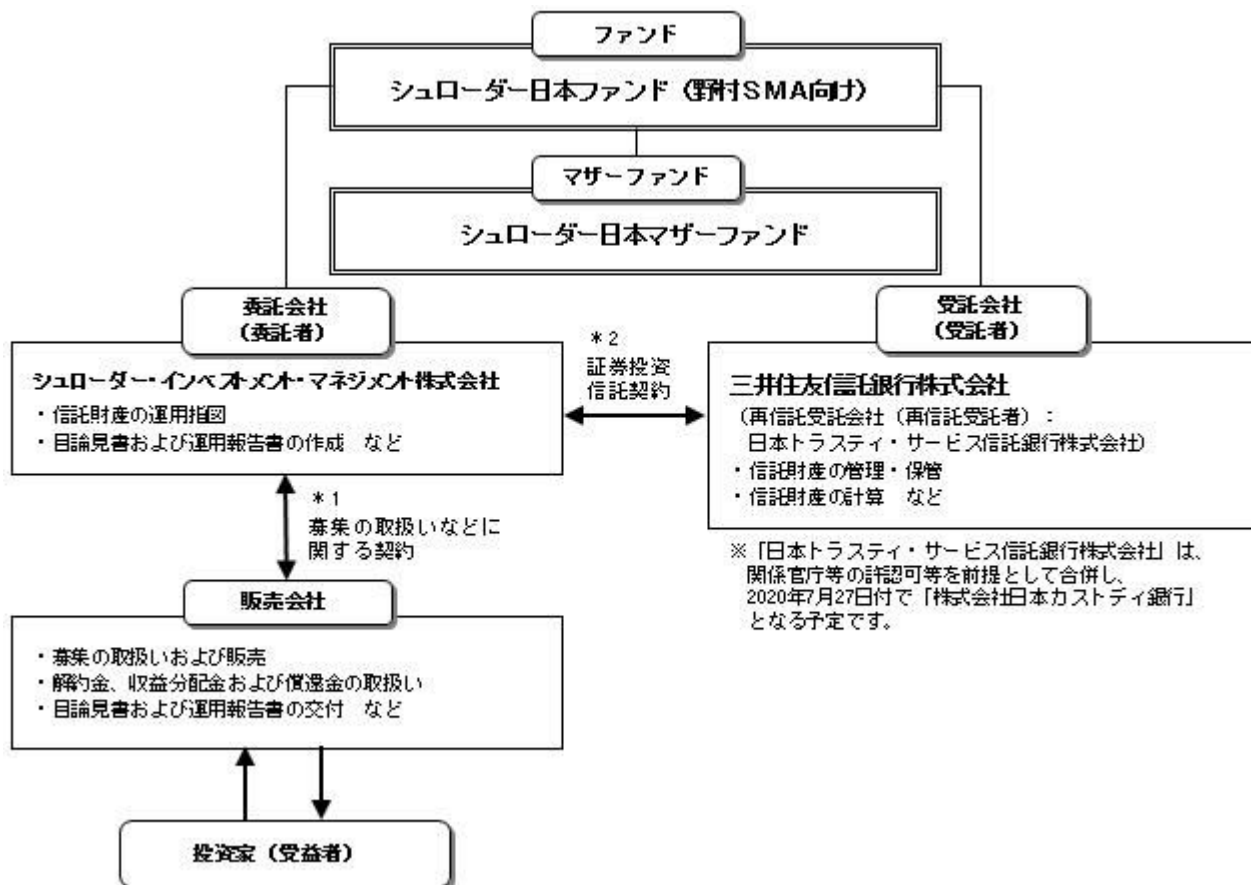 ファンド
シュローダー日本ファンド（野村SMA向け）
マザーファンド
シュローダー日本マザーファンド
委託会社
（委託者）
シュローダー・インベストメント・マネジメント株式会社
・信託財産の運用指図
・目論見書および運用報告書の作成　など
＊2
証券投資
信託契約
受託会社
（受託者）
三井住友信託銀行株式会社
（再信託受託会社（再信託受託者）：
日本トラスティ・サービス信託銀行株式会社）
・信託財産の管理・保管
・信託財産の計算　など
※「日本トラスティ・サービス信託銀行株式会社」は、
関係官庁等の許認可等を前提として合併し、
2020年7月27日付で「株式会社日本カストディ銀行」
となる予定です。
＊1
募集の取扱いなどに
関する契約
販売会社
・募集の取扱いおよび販売
・解約金、収益分配金および償還金の取扱い
・目論見書および運用報告書の交付　など
投資家（受益者）